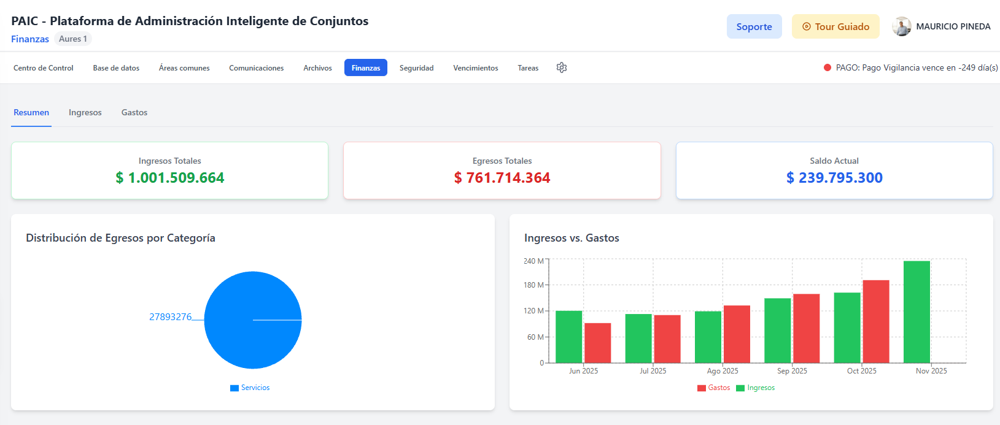 PAIC - Plataforma de Administración Inteligente de Conjuntos
Finanzas Aures 1
Soporte
Tour Guiado
MAURICIO PINEDA
Centro de Control Base de datos Áreas comunes Comunicaciones Archivos Finanzas Seguridad Vencimientos Tareas
PAGO: Pago Vigilancia vence en -249 día(s)
Resumen Ingresos Gastos
Ingresos Totales
$ 1.001.509.664
Egresos Totales
$ 761.714.364
Saldo Actual
$ 239.795.300
Distribución de Egresos por Categoría
27893276
Servicios
Ingresos vs. Gastos
240 M
180 M
120 M
60 M
0
Jun 2025 Jul 2025 Ago 2025 Sep 2025 Oct 2025 Nov 2025
Gastos Ingresos